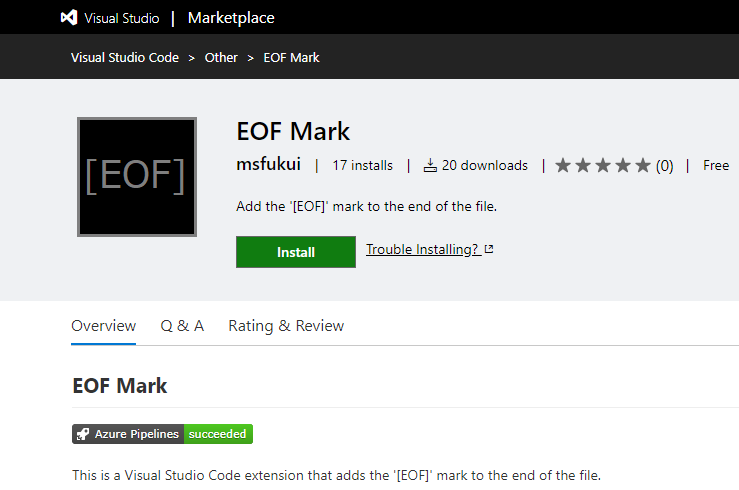 Visual Studio | Marketplace
Visual Studio Code > Other > EOF Mark
[EOF]
EOF Mark
msfukui | 17 installs | 20 downloads | (0) | Free
Add the '[EOF]' mark to the end of the file.
Install Trouble Installing?
Overview Q & A Rating & Review
EOF Mark
Azure Pipelines succeeded
This is a Visual Studio Code extension that adds the '[EOF]' mark to the end of the file.